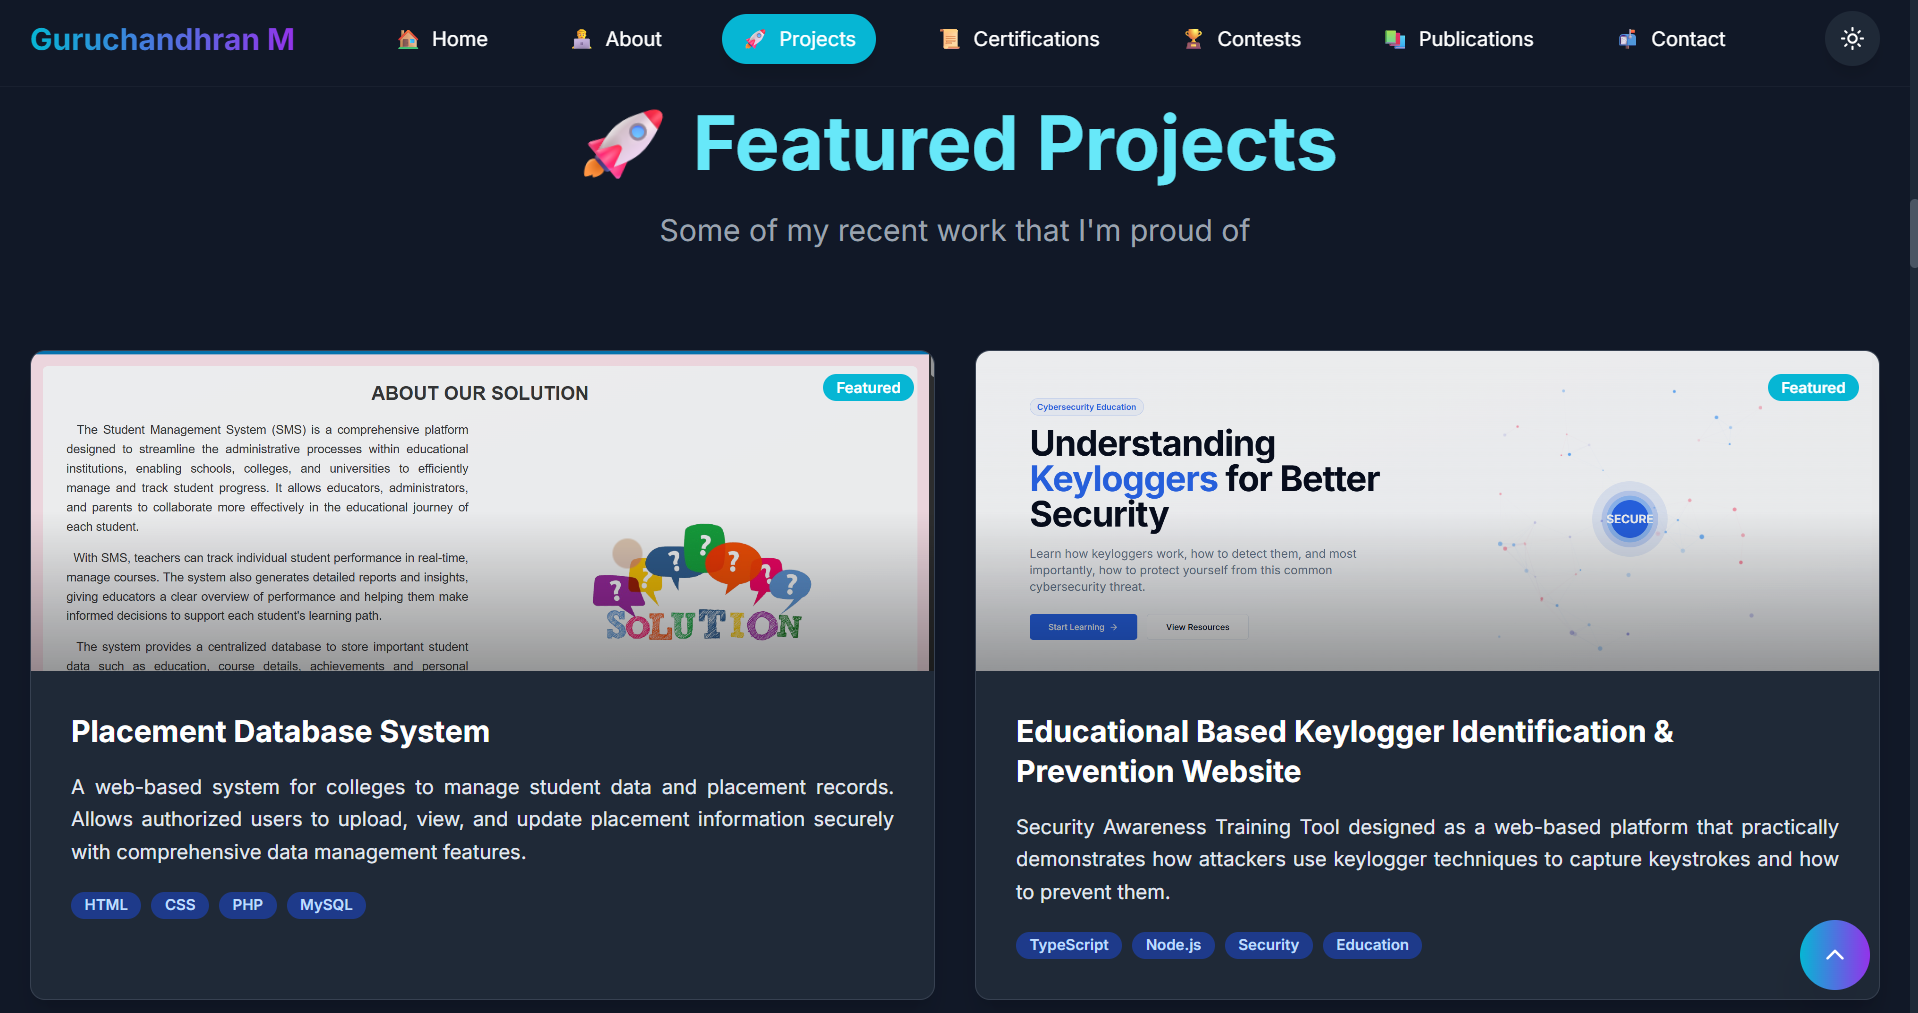 Guruchandhran M
Home
About
Projects
Certifications
Contests
Publications
Contact
Featured Projects
Some of my recent work that I'm proud of
ABOUT OUR SOLUTION
Featured
The Student Management System (SMS) is a comprehensive platform
designed to streamline the administrative processes within educational
institutions, enabling schools, colleges, and universities to efficiently
manage and track student progress. It allows educators, administrators,
and parents to collaborate more effectively in the educational journey of
each student.
With SMS, teachers can track individual student performance in real-time,
manage courses. The system also generates detailed reports and insights,
giving educators a clear overview of performance and helping them make
informed decisions to support each student's learning path.
The system provides a centralized database to store important student
data such as education, course details, achievements and personal
? ? ? ? ? ? ?
SOLUTION
Placement Database System
A web-based system for colleges to manage student data and placement records.
Allows authorized users to upload, view, and update placement information securely
with comprehensive data management features.
HTML
CSS
PHP
MySQL
Featured
Cybersecurity Education
Understanding
Keyloggers for Better
Security
Learn how keyloggers work, how to detect them, and most
importantly, how to protect yourself from this common
cybersecurity threat.
Start Learning →
View Resources
SECURE
Educational Based Keylogger Identification &
Prevention Website
Security Awareness Training Tool designed as a web-based platform that practically
demonstrates how attackers use keylogger techniques to capture keystrokes and how
to prevent them.
TypeScript
Node.js
Security
Education